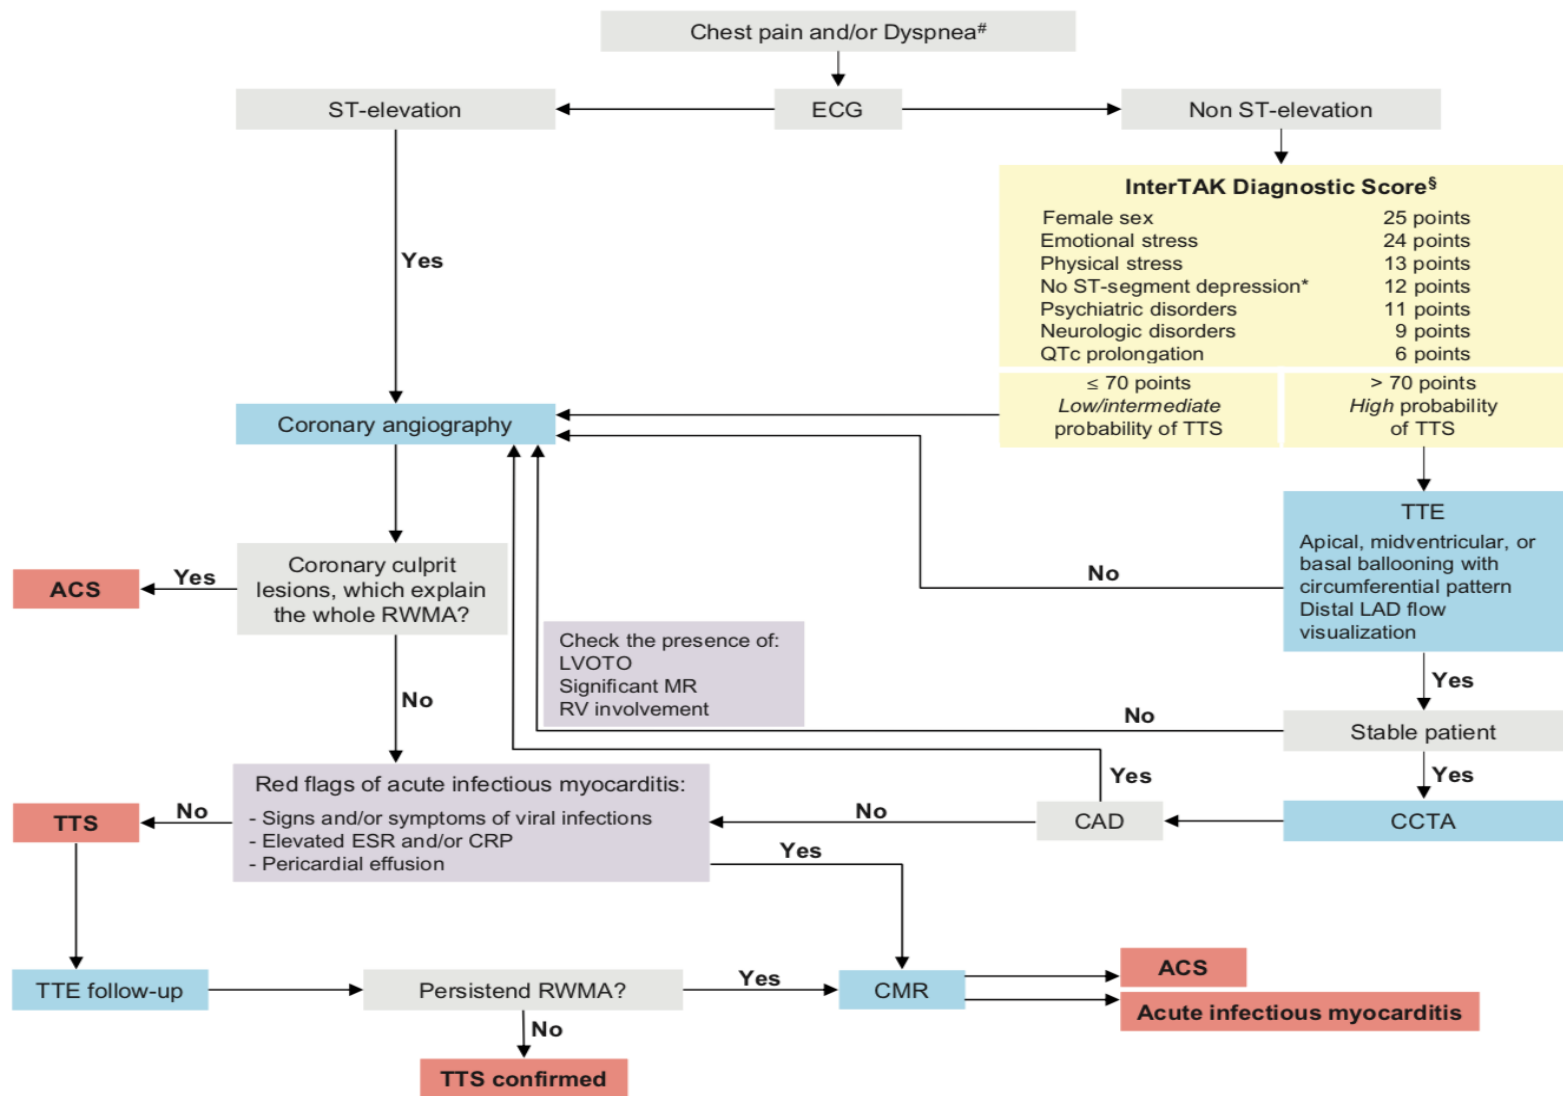 Chest pain and/or Dyspnea#
ST-elevation
ECG
Non ST-elevation
InterTAK Diagnostic Score§
Female sex 25 points
Emotional stress 24 points
Physical stress 13 points
No ST-segment depression* 12 points
Psychiatric disorders 11 points
Neurologic disorders 9 points
QTc prolongation 6 points
Yes
≤ 70 points
Low/intermediate
probability of TTS
> 70 points
High probability
of TTS
Coronary angiography
TTE
Apical, midventricular, or
basal ballooning with
circumferential pattern
Distal LAD flow
visualization
No
Coronary culprit
lesions, which explain
the whole RWMA?
Yes
ACS
Check the presence of:
LVOTO
Significant MR
RV involvement
No
Yes
No
Stable patient
Yes
Red flags of acute infectious myocarditis:
- Signs and/or symptoms of viral infections
- Elevated ESR and/or CRP
- Pericardial effusion
No
TTS
Yes
No
CAD
CCTA
Yes
TTE follow-up
Persistend RWMA?
Yes
CMR
ACS
Acute infectious myocarditis
No
TTS confirmed